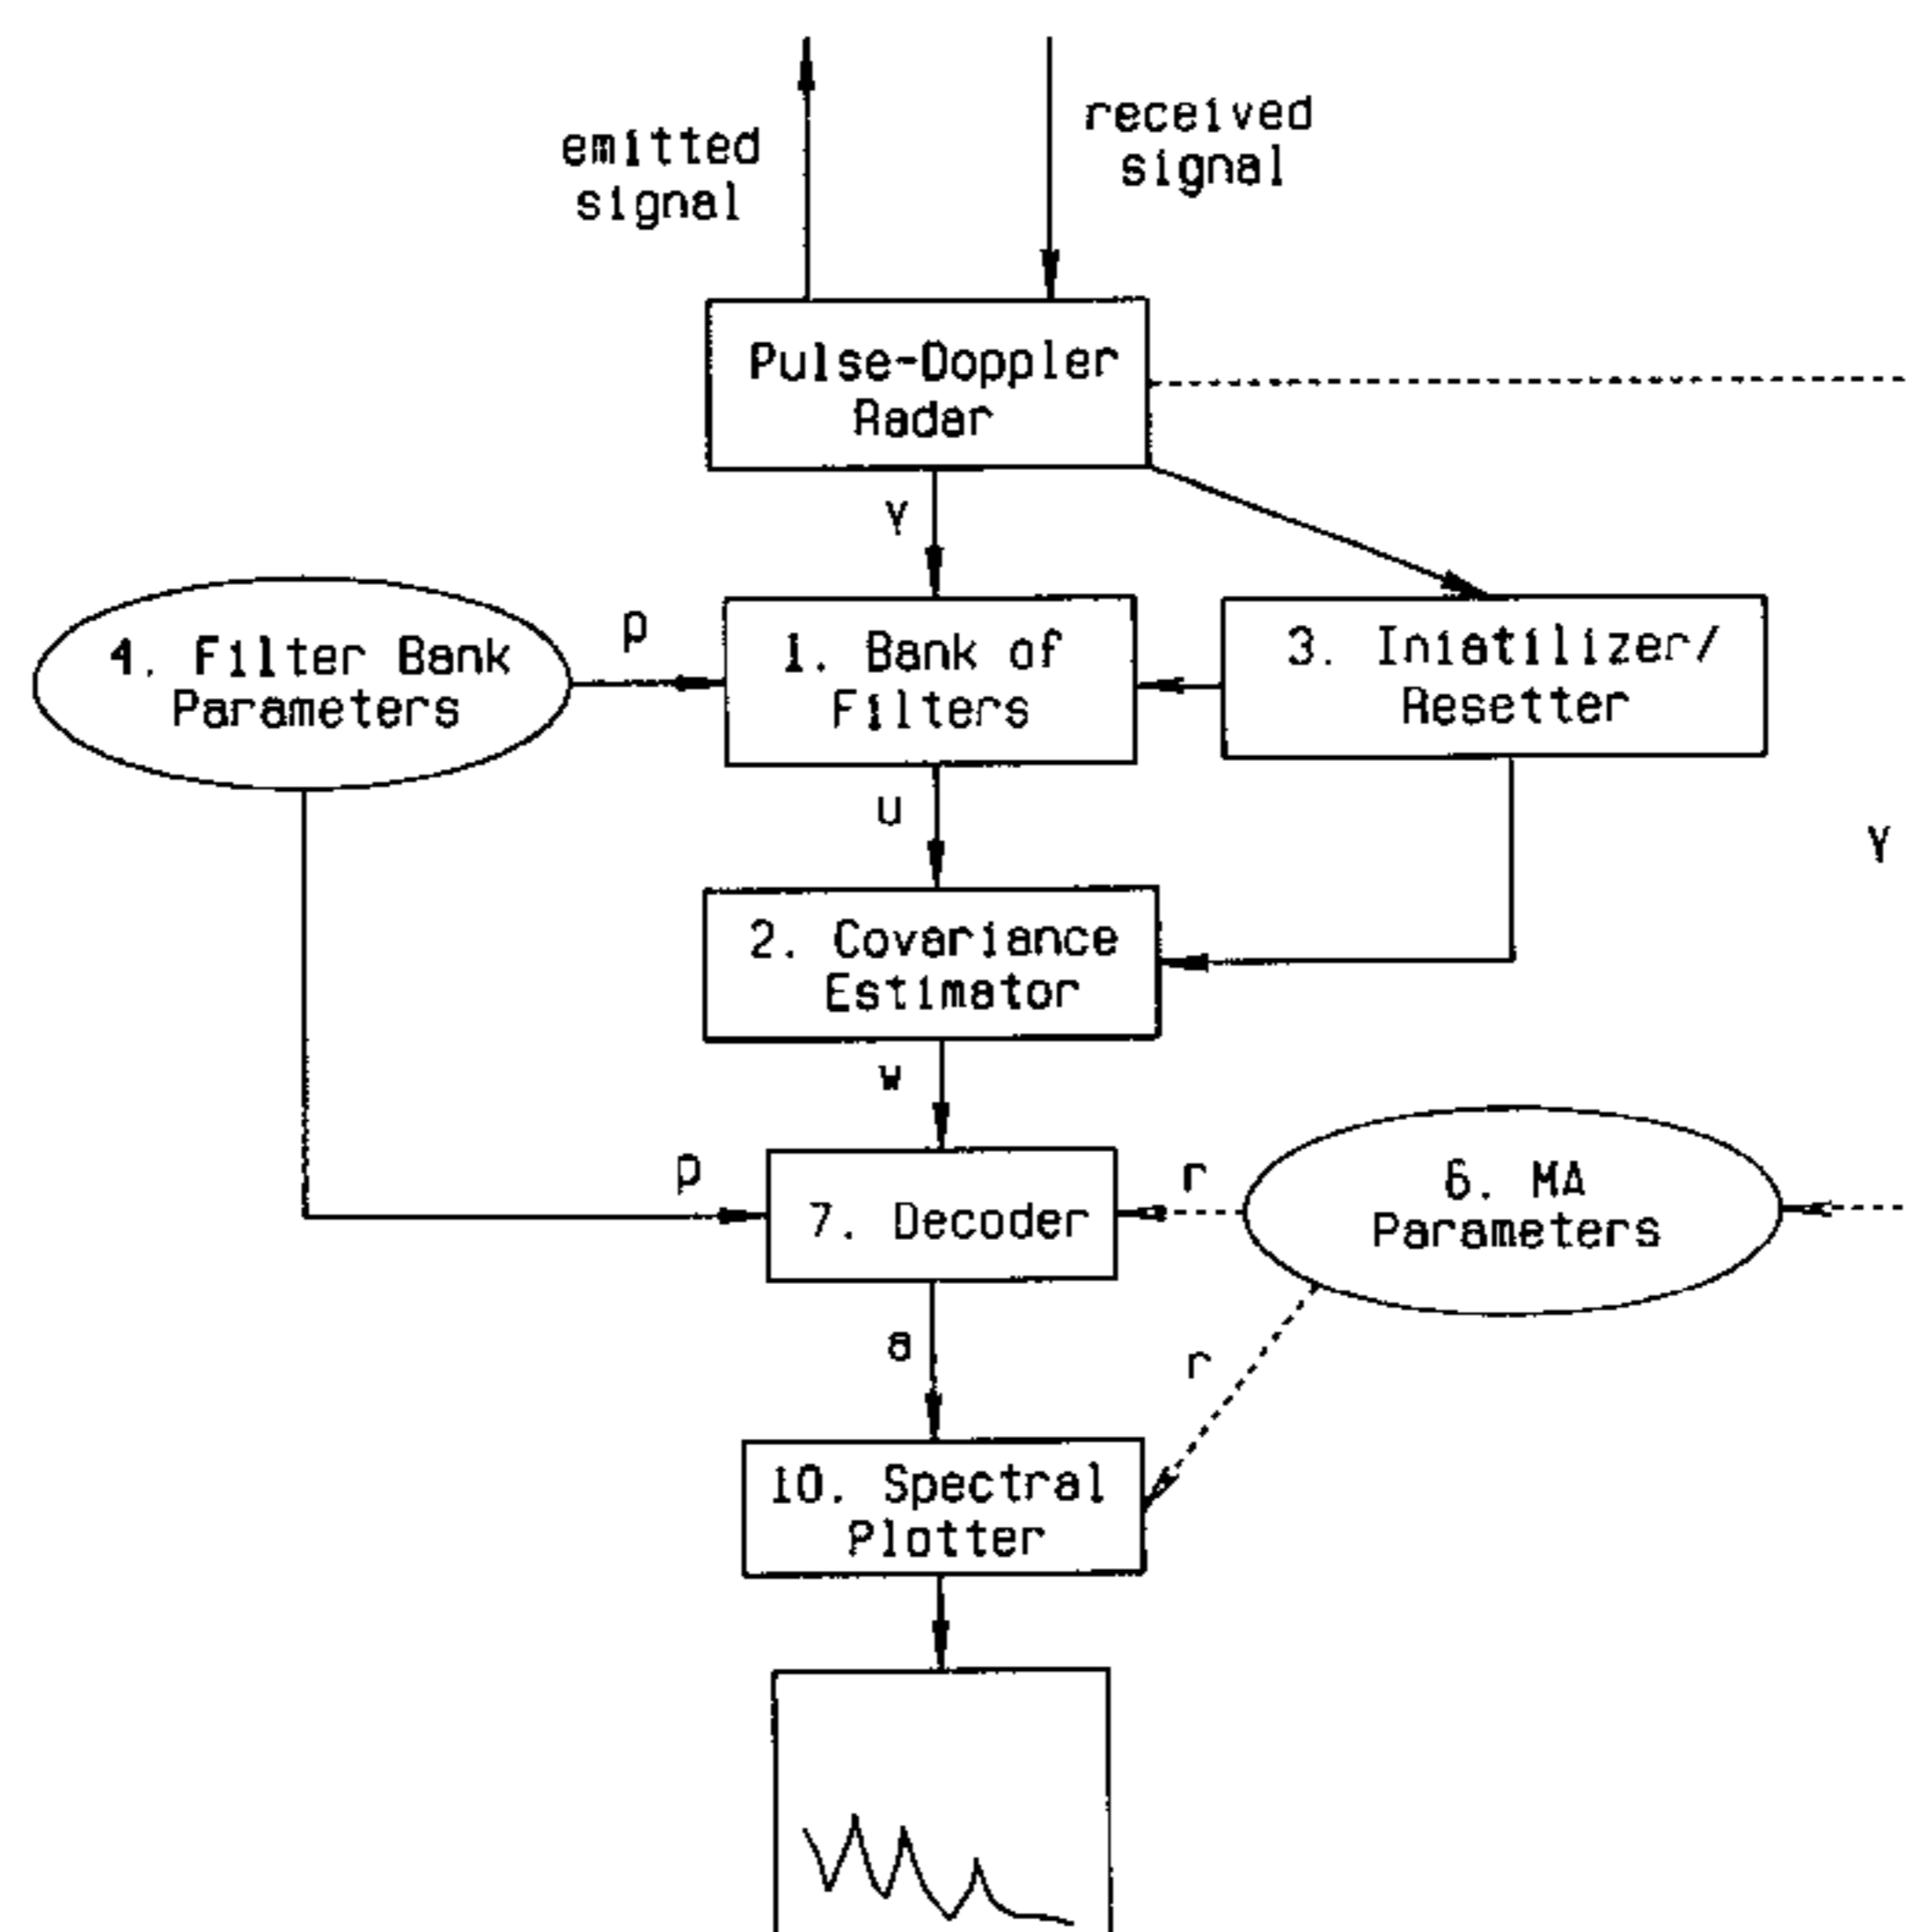 emitted
signal
received
signal
Pulse-Doppler
Radar
y
4. Filter Bank
Parameters
p
1. Bank of
Filters
3. Iniatilizer/
Resetter
u
y
2. Covariance
Estimator
w
p
7. Decoder
r
6. MA
Parameters
a
r
10. Spectral
Plotter